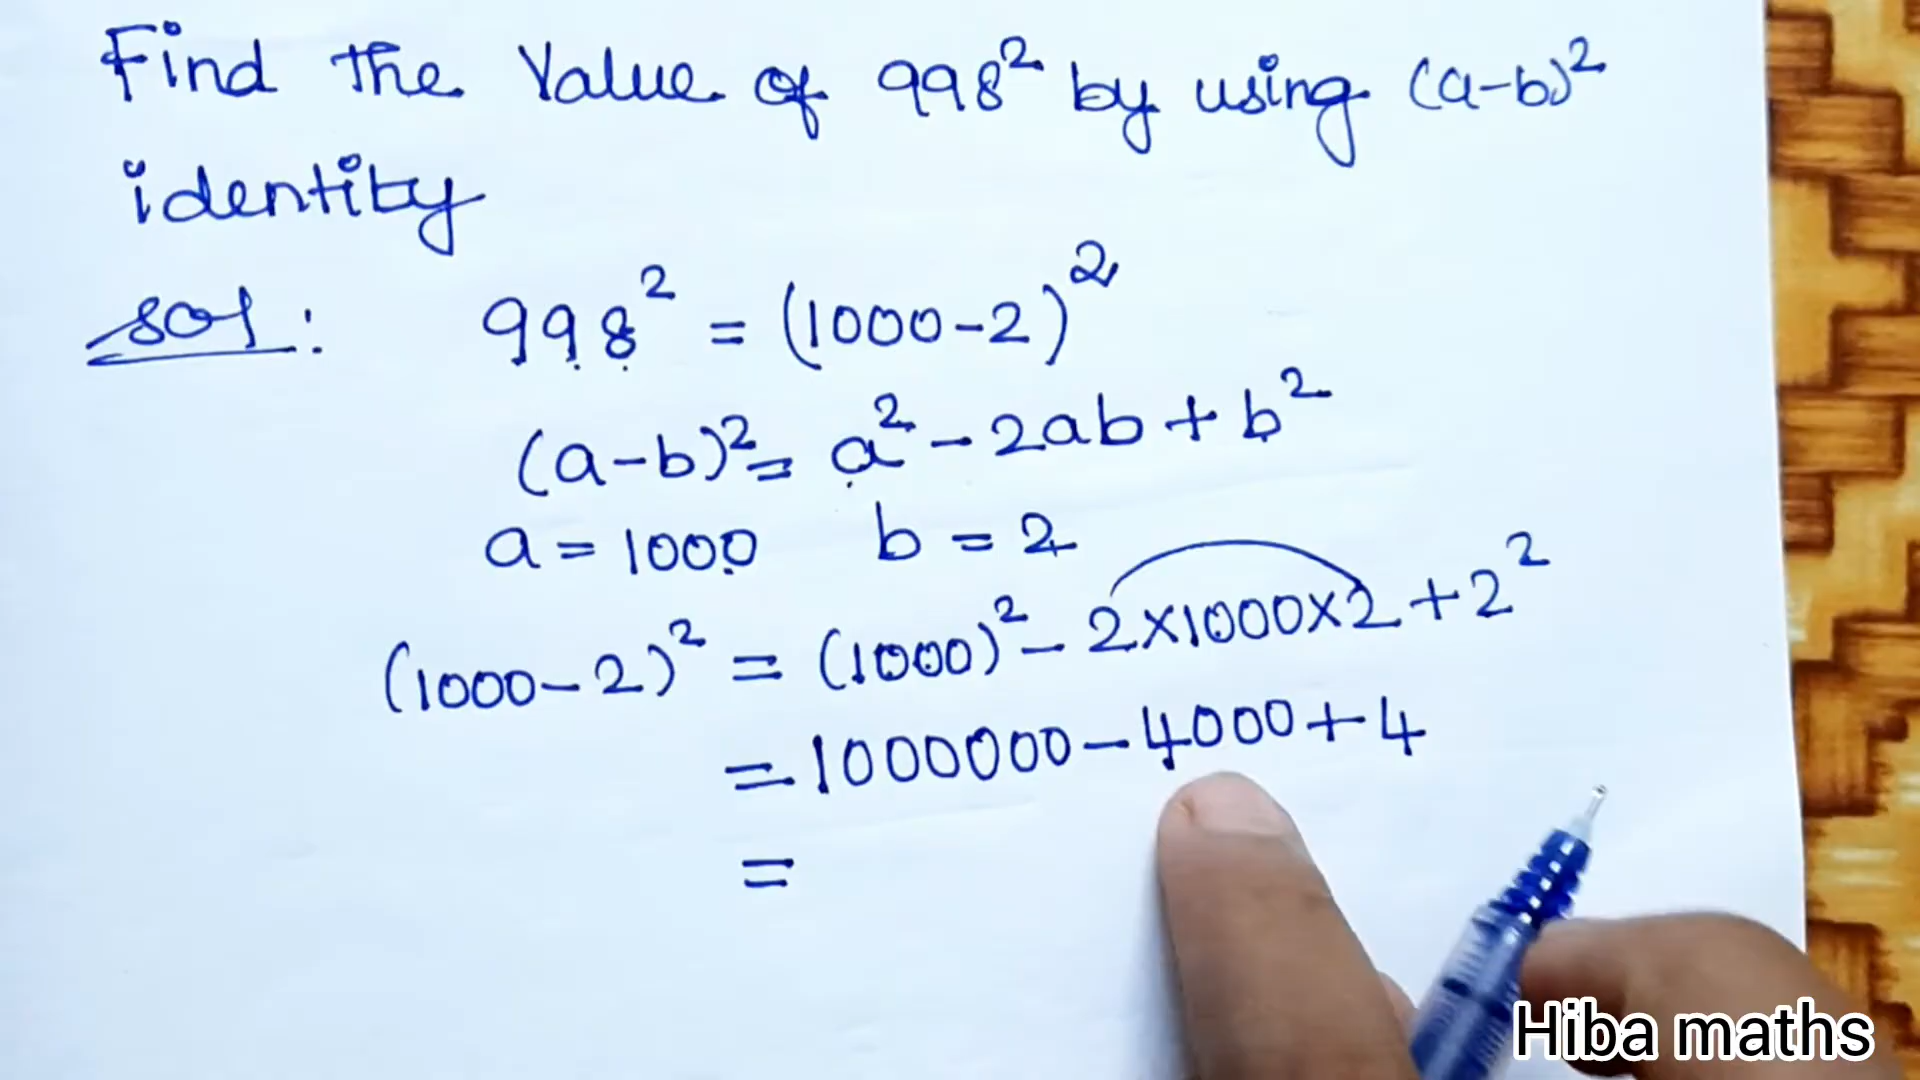 Find the Value of 998² by using (a-b)²
identity
Sol: 998² = (1000-2)²
(a-b)² = a² - 2ab + b²
a = 1000 b = 2
(1000-2)² = (1000)² - 2×1000×2 + 2²
= 1000000 - 4000 + 4
=
Hiba maths